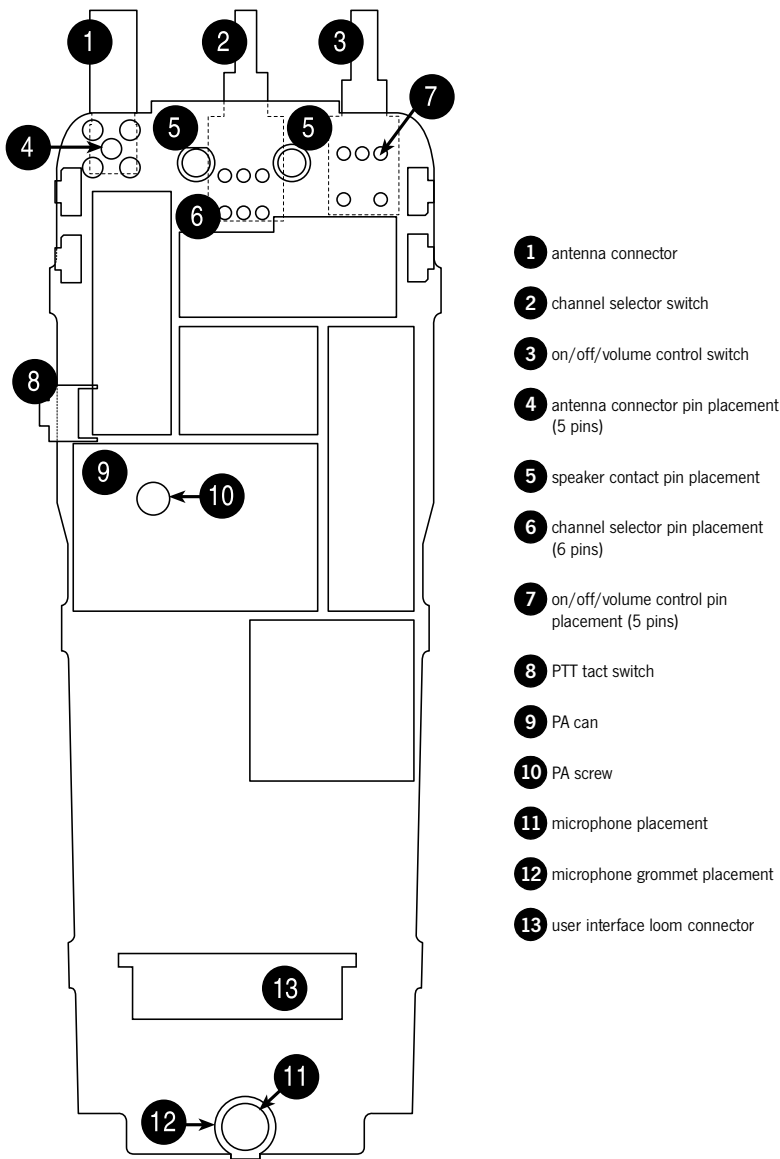 1
2
3
7
5
5
4
6
8
9
10
13
11
12
1 antenna connector
2 channel selector switch
3 on/off/volume control switch
4 antenna connector pin placement
(5 pins)
5 speaker contact pin placement
6 channel selector pin placement
(6 pins)
7 on/off/volume control pin
placement (5 pins)
8 PTT tact switch
9 PA can
10 PA screw
11 microphone placement
12 microphone grommet placement
13 user interface loom connector